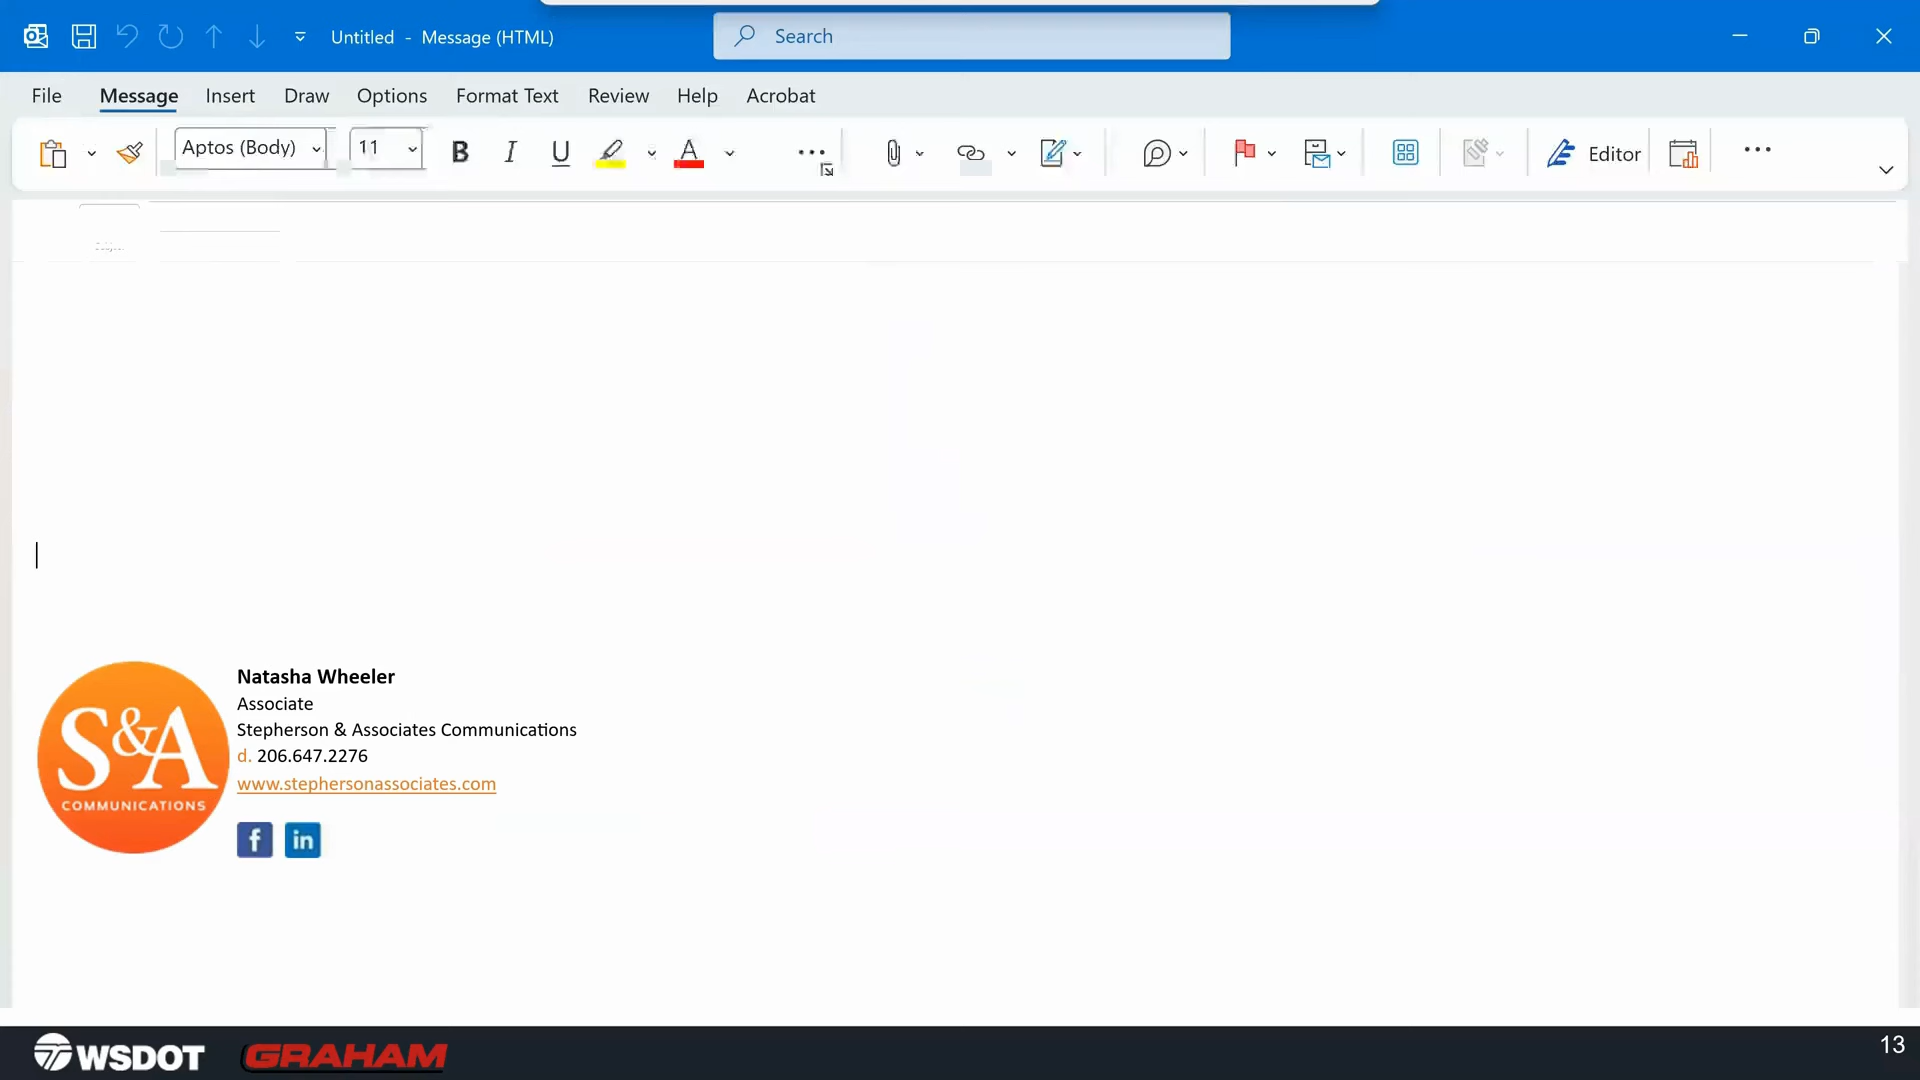 Untitled - Message (HTML)
Search
File Message Insert Draw Options Format Text Review Help Acrobat
Aptos (Body) 11 B I U A Editor
Natasha Wheeler
Associate
Stepherson & Associates Communications
d. 206.647.2276
www.stephersonassociates.com
S&A
COMMUNICATIONS
f in
WSDOT GRAHAM 13